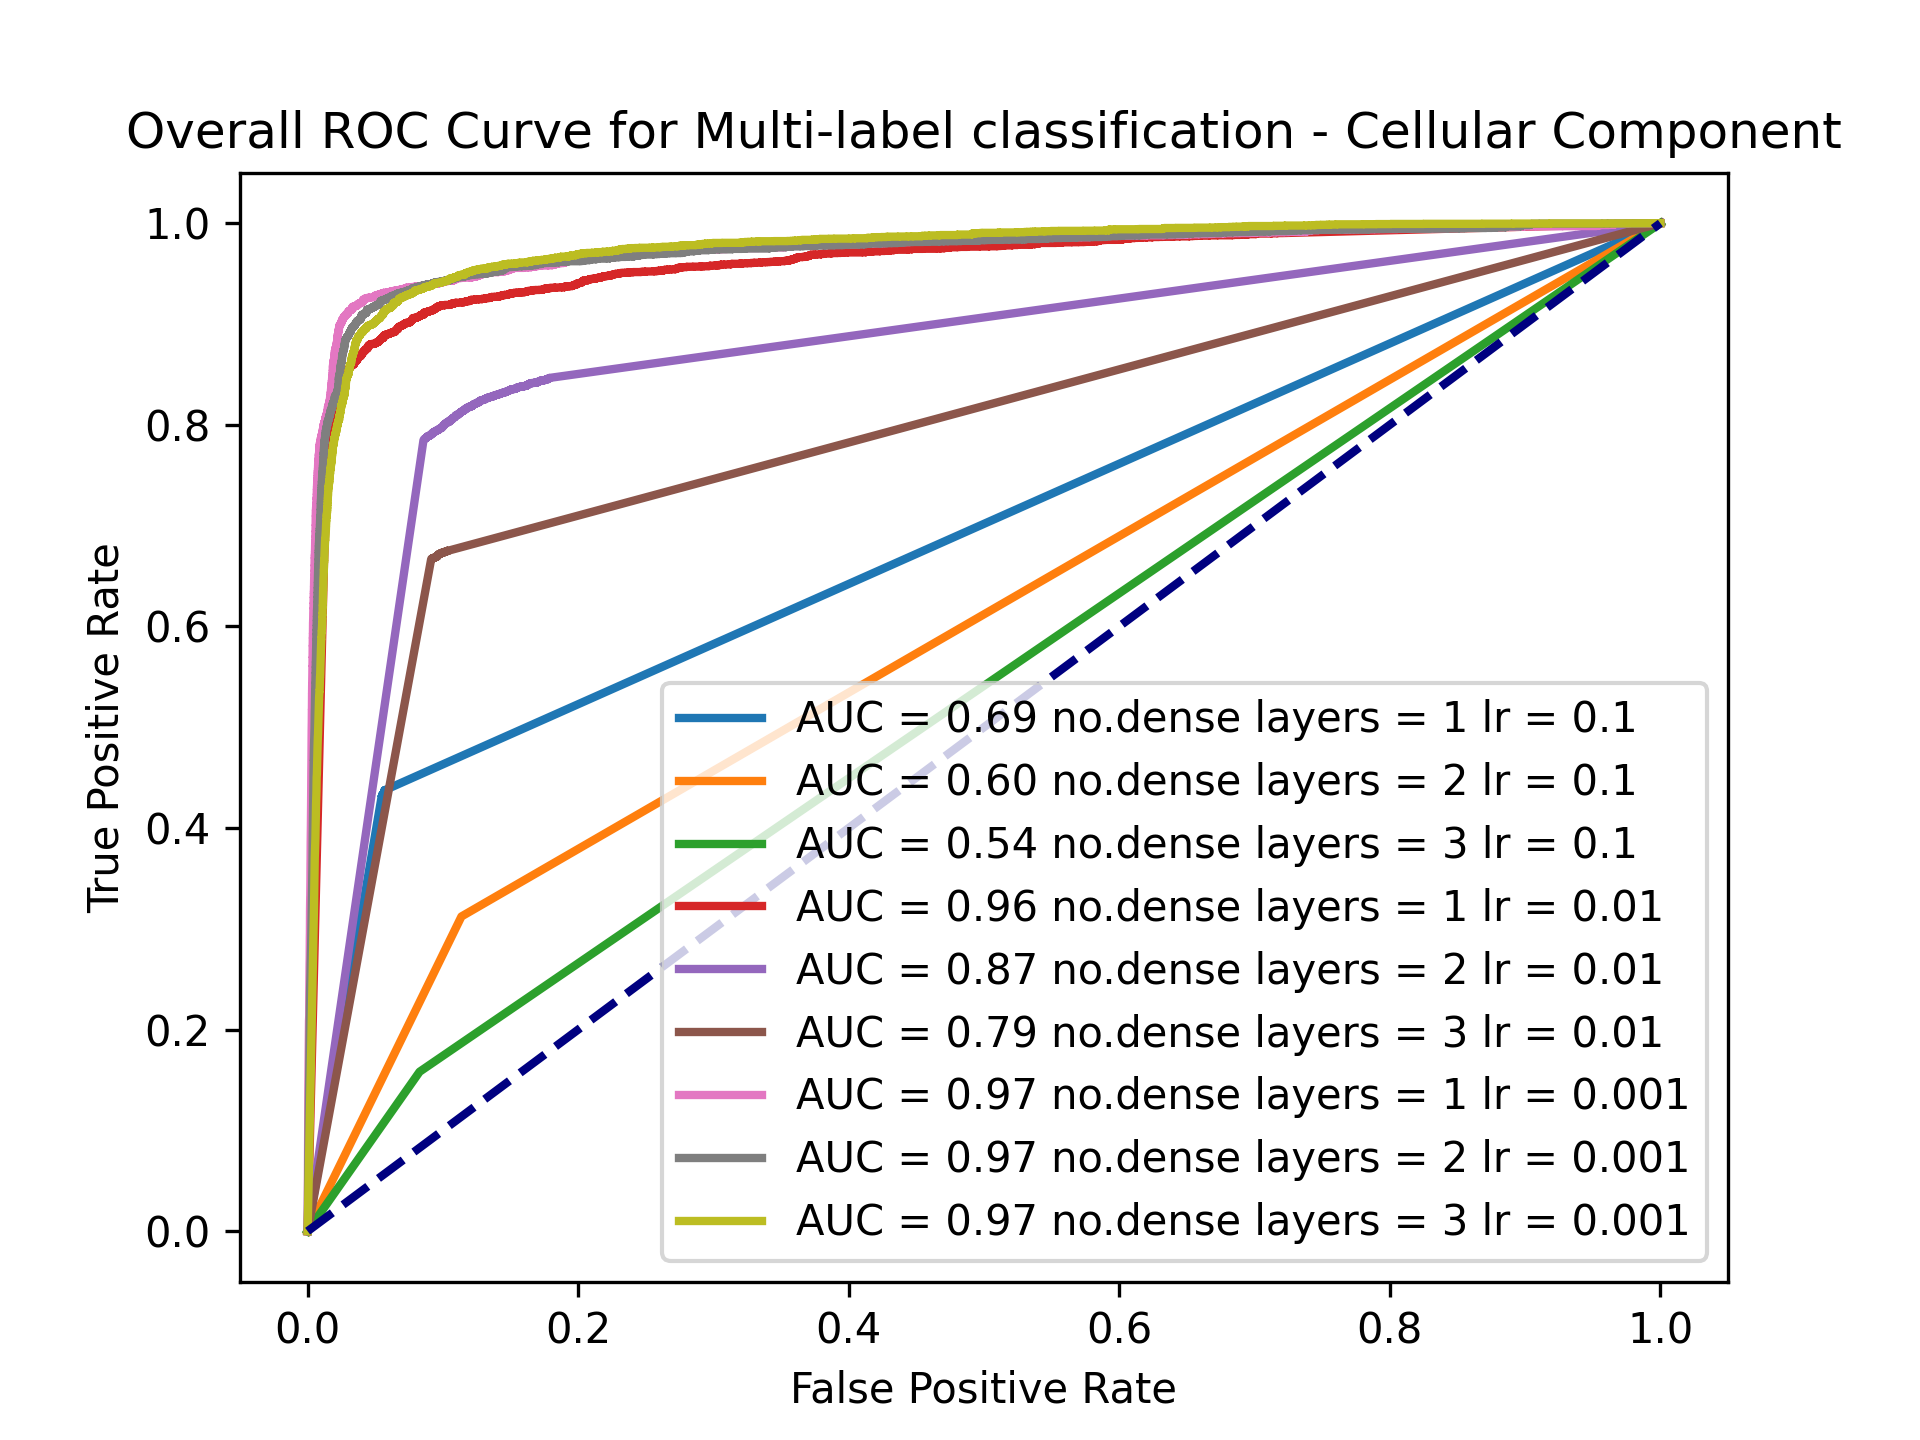 Overall ROC Curve for Multi-label classification - Cellular Component
True Positive Rate
1.0
0.8
0.6
0.4
0.2
0.0
AUC = 0.69 no.dense layers = 1 lr = 0.1
AUC = 0.60 no.dense layers = 2 lr = 0.1
AUC = 0.54 no.dense layers = 3 lr = 0.1
AUC = 0.96 no.dense layers = 1 lr = 0.01
AUC = 0.87 no.dense layers = 2 lr = 0.01
AUC = 0.79 no.dense layers = 3 lr = 0.01
AUC = 0.97 no.dense layers = 1 lr = 0.001
AUC = 0.97 no.dense layers = 2 lr = 0.001
AUC = 0.97 no.dense layers = 3 lr = 0.001
0.0 0.2 0.4 0.6 0.8 1.0
False Positive Rate